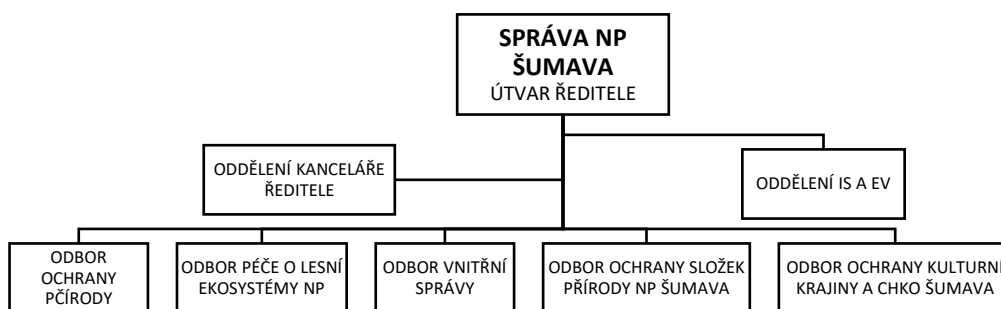 SPRÁVA NP
ŠUMAVA
ÚTVAR ŘEDITELE
ODDĚLENÍ KANCELÁŘE
ŘEDITELE
ODDĚLENÍ IS A EV
ODBOR
OCHRANY
PČÍRODY
ODBOR PÉČE O LESNÍ
EKOSYSTÉMY NP
ODBOR VNITŘNÍ
SPRÁVY
ODBOR OCHRANY SLOŽEK
PŘÍRODY NP ŠUMAVA
ODBOR OCHRANY KULTURNÍ
KRAJINY A CHKO ŠUMAVA